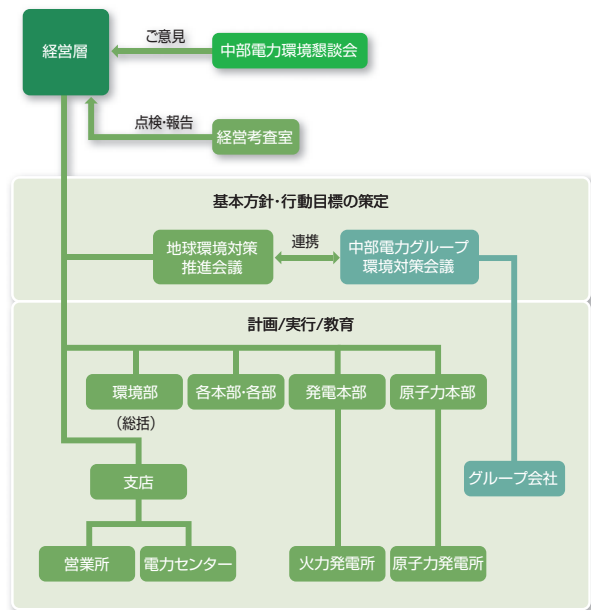 経営層
ご意見
中部電力環境懇談会
点検・報告
経営考査室
基本方針・行動目標の策定
地球環境対策
推進会議
連携
中部電力グループ
環境対策会議
計画/実行/教育
環境部
各本部・各部
発電本部
原子力本部
（総括）
支店
グループ会社
営業所
電力センター
火力発電所
原子力発電所